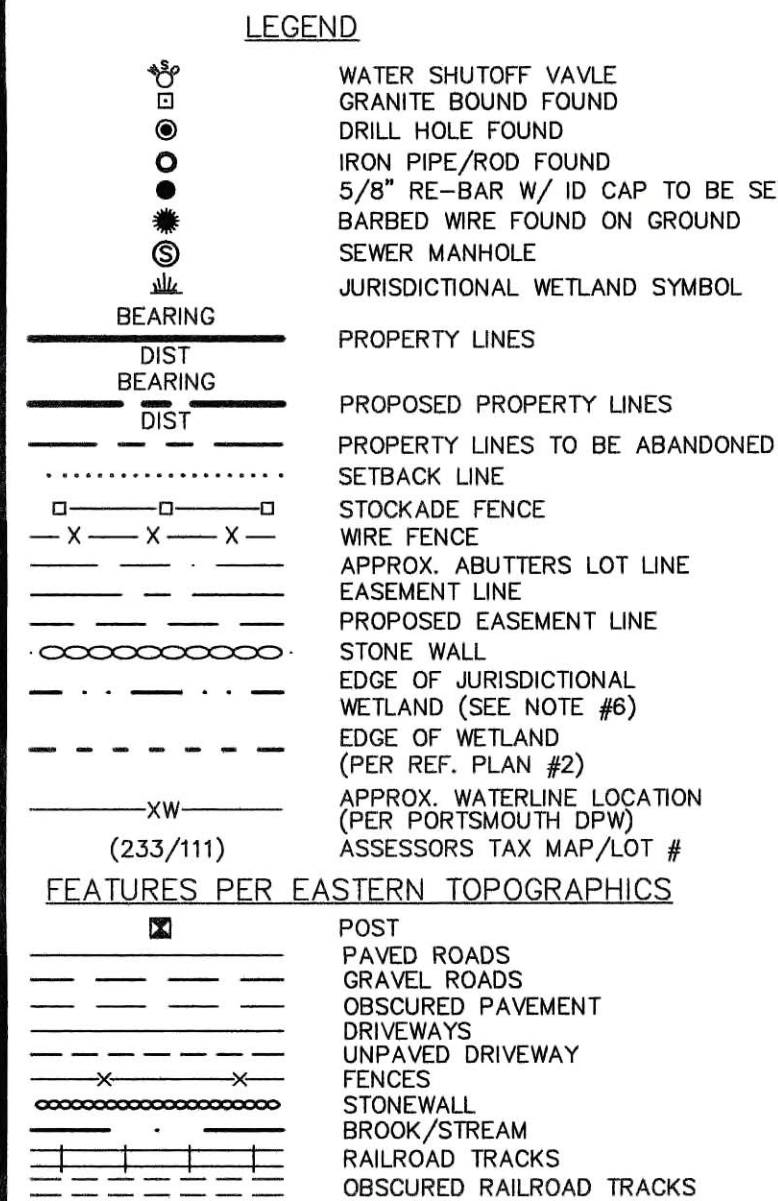 LEGEND
WSO WATER SHUTOFF VAVLE
GRANITE BOUND FOUND
DRILL HOLE FOUND
IRON PIPE/ROD FOUND
5/8" RE-BAR W/ ID CAP TO BE SE
BARBED WIRE FOUND ON GROUND
S SEWER MANHOLE
JURISDICTIONAL WETLAND SYMBOL
BEARING
DIST PROPERTY LINES
BEARING
DIST PROPOSED PROPERTY LINES
PROPERTY LINES TO BE ABANDONED
SETBACK LINE
STOCKADE FENCE
X X X WIRE FENCE
APPROX. ABUTTERS LOT LINE
EASEMENT LINE
PROPOSED EASEMENT LINE
STONE WALL
EDGE OF JURISDICTIONAL
WETLAND (SEE NOTE #6)
EDGE OF WETLAND
(PER REF. PLAN #2)
XW APPROX. WATERLINE LOCATION
(PER PORTSMOUTH DPW)
(233/111) ASSESSORS TAX MAP/LOT #
FEATURES PER EASTERN TOPOGRAPHICS
POST
PAVED ROADS
GRAVEL ROADS
OBSCURED PAVEMENT
DRIVEWAYS
UNPAVED DRIVEWAY
FENCES
STONEWALL
BROOK/STREAM
RAILROAD TRACKS
OBSCURED RAILROAD TRACKS